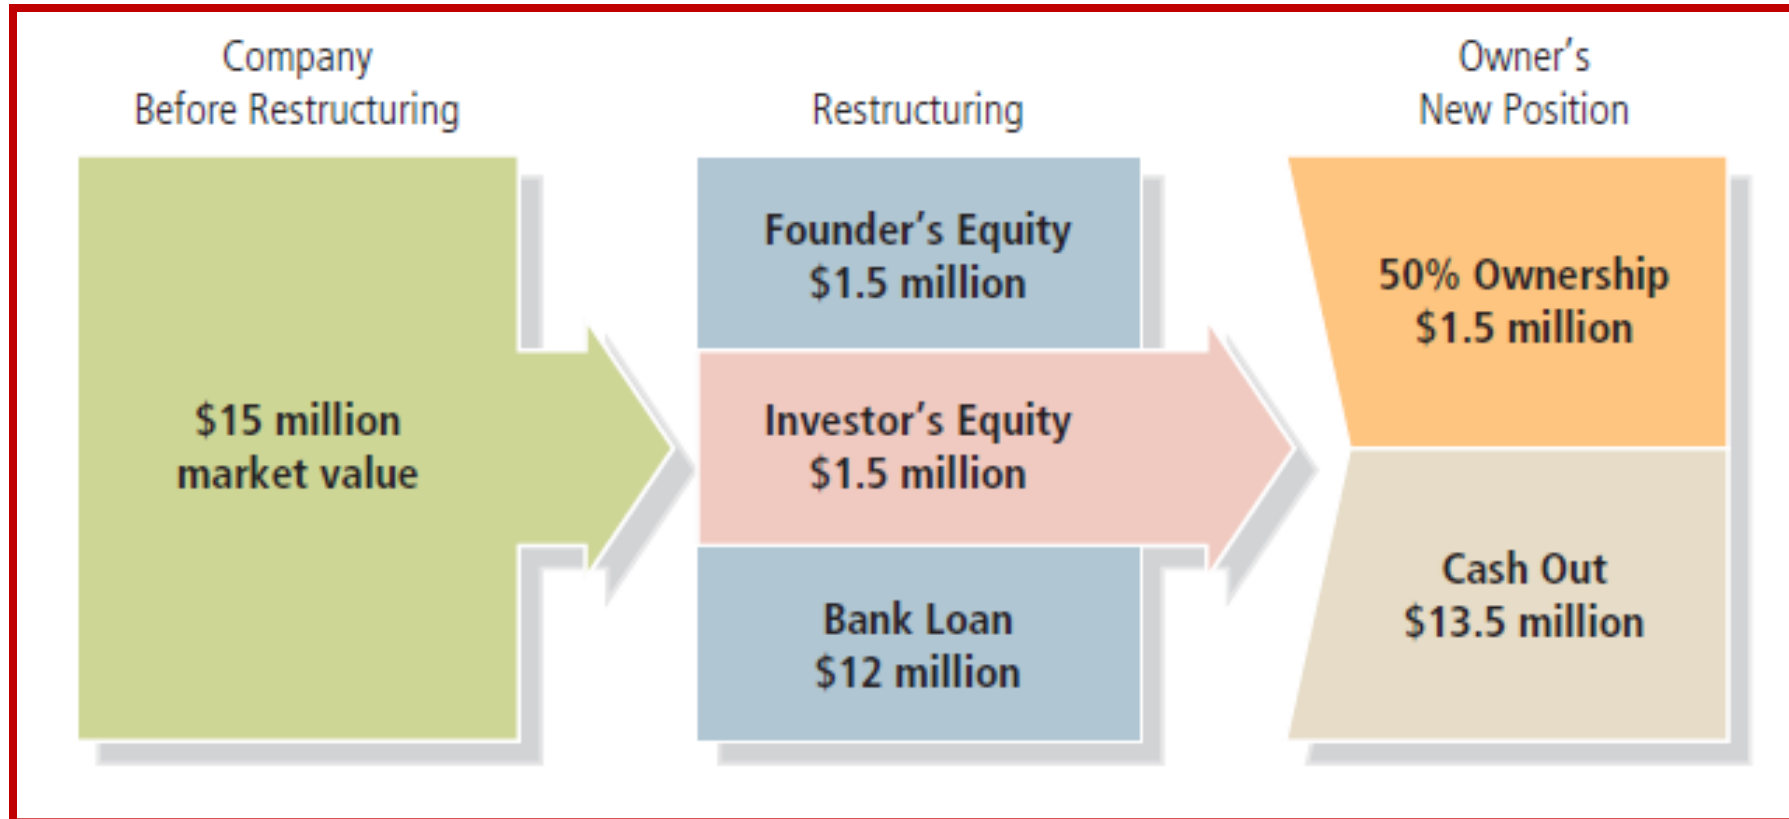 Company
Before Restructuring
Restructuring
Owner's
New Position
$15 million
market value
Founder's Equity
$1.5 million
Investor's Equity
$1.5 million
Bank Loan
$12 million
50% Ownership
$1.5 million
Cash Out
$13.5 million